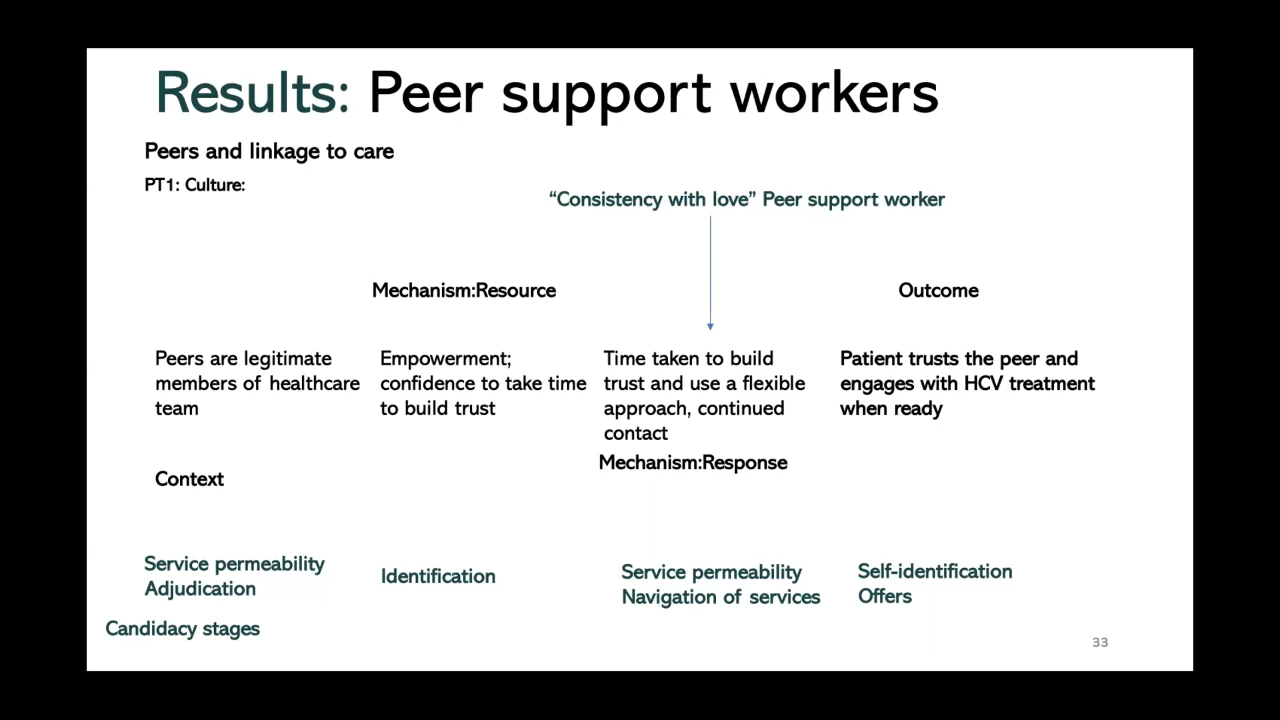 Results: Peer support workers
Peers and linkage to care
PT1: Culture:
“Consistency with love” Peer support worker
Mechanism:Resource
Outcome
Peers are legitimate
members of healthcare
team
Empowerment;
confidence to take time
to build trust
Time taken to build
trust and use a flexible
approach, continued
contact
Patient trusts the peer and
engages with HCV treatment
when ready
Mechanism:Response
Context
Service permeability
Adjudication
Identification
Service permeability
Navigation of services
Self-identification
Offers
Candidacy stages
33